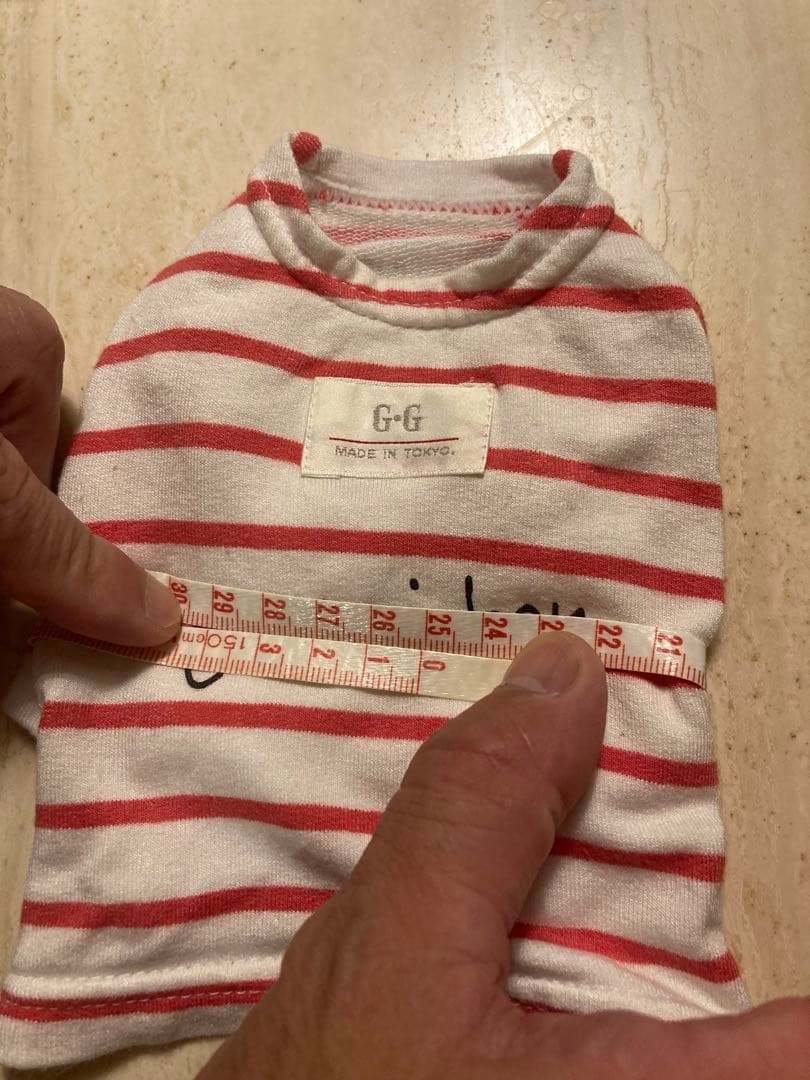 G·G
MADE IN TOKYO.
30 29 28 27 26 25 24 22 21
150cm 3 2 1 0